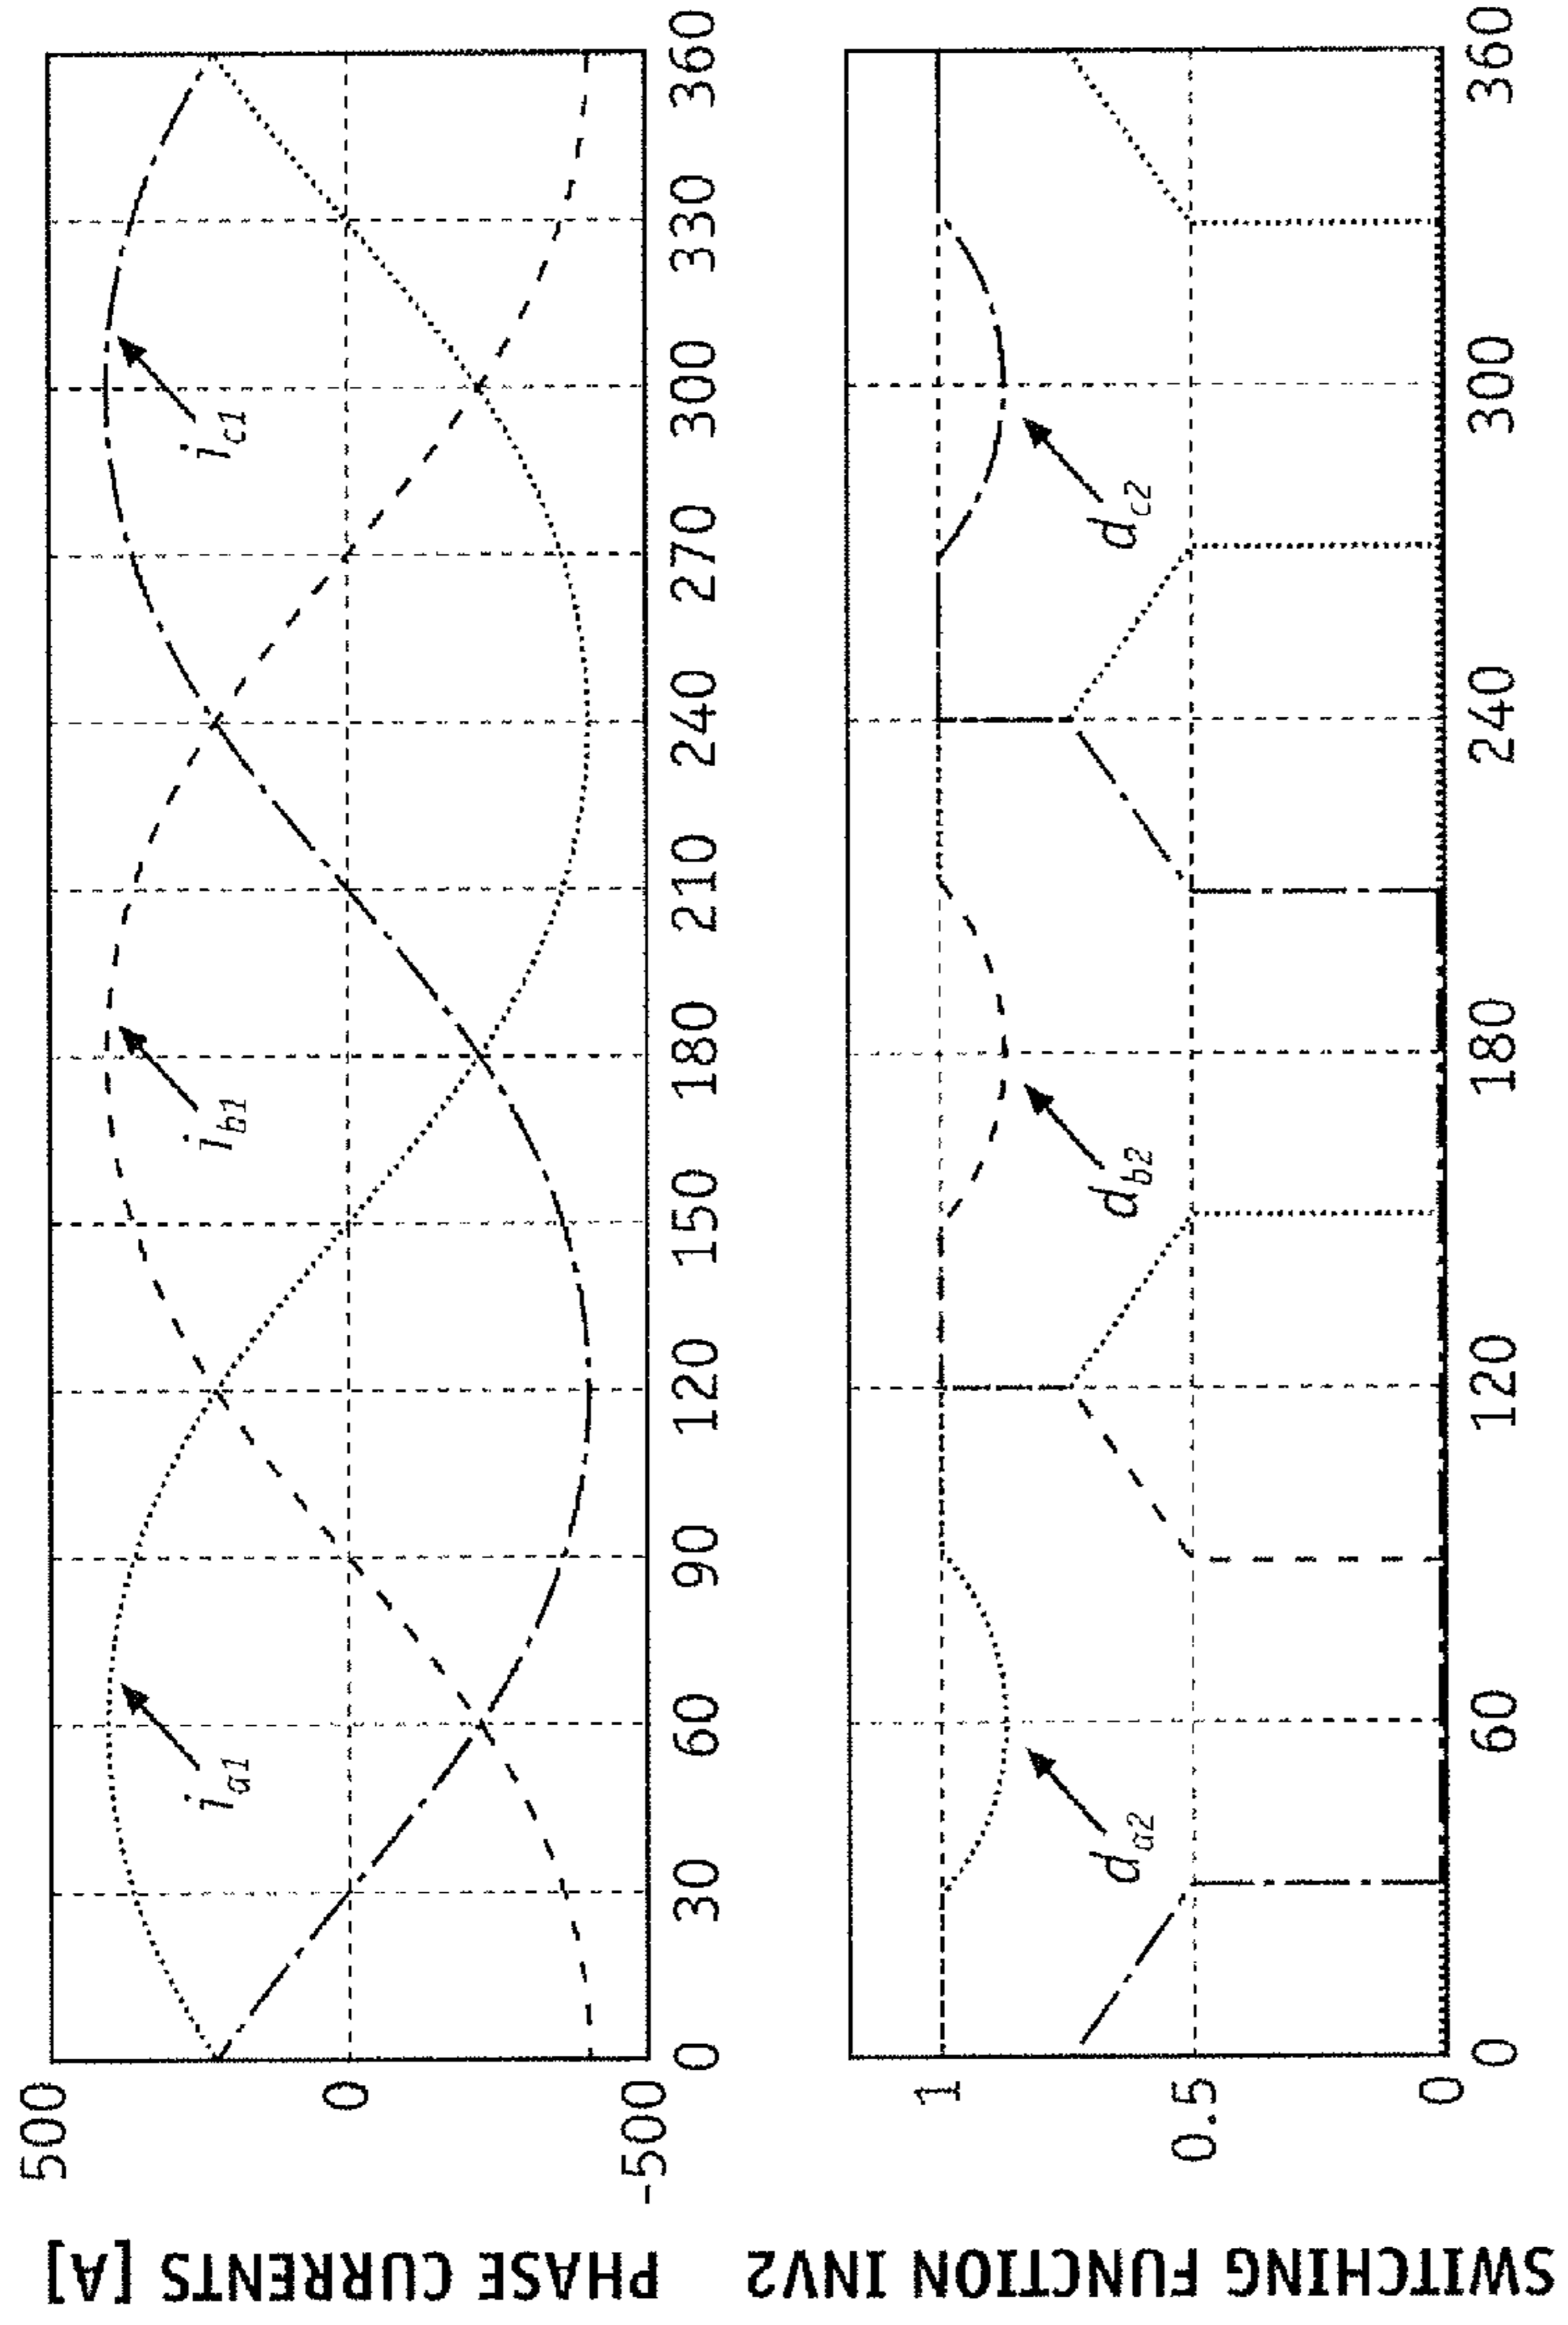 PHASE CURRENTS [A]
500
0
-500
i_a1
i_b1
i_c1
0 30 60 90 120 150 180 210 240 270 300 330 360
SWITCHING FUNCTION INV2
1
0.5
0
d_a2
d_b2
d_c2
0 60 120 180 240 300 360